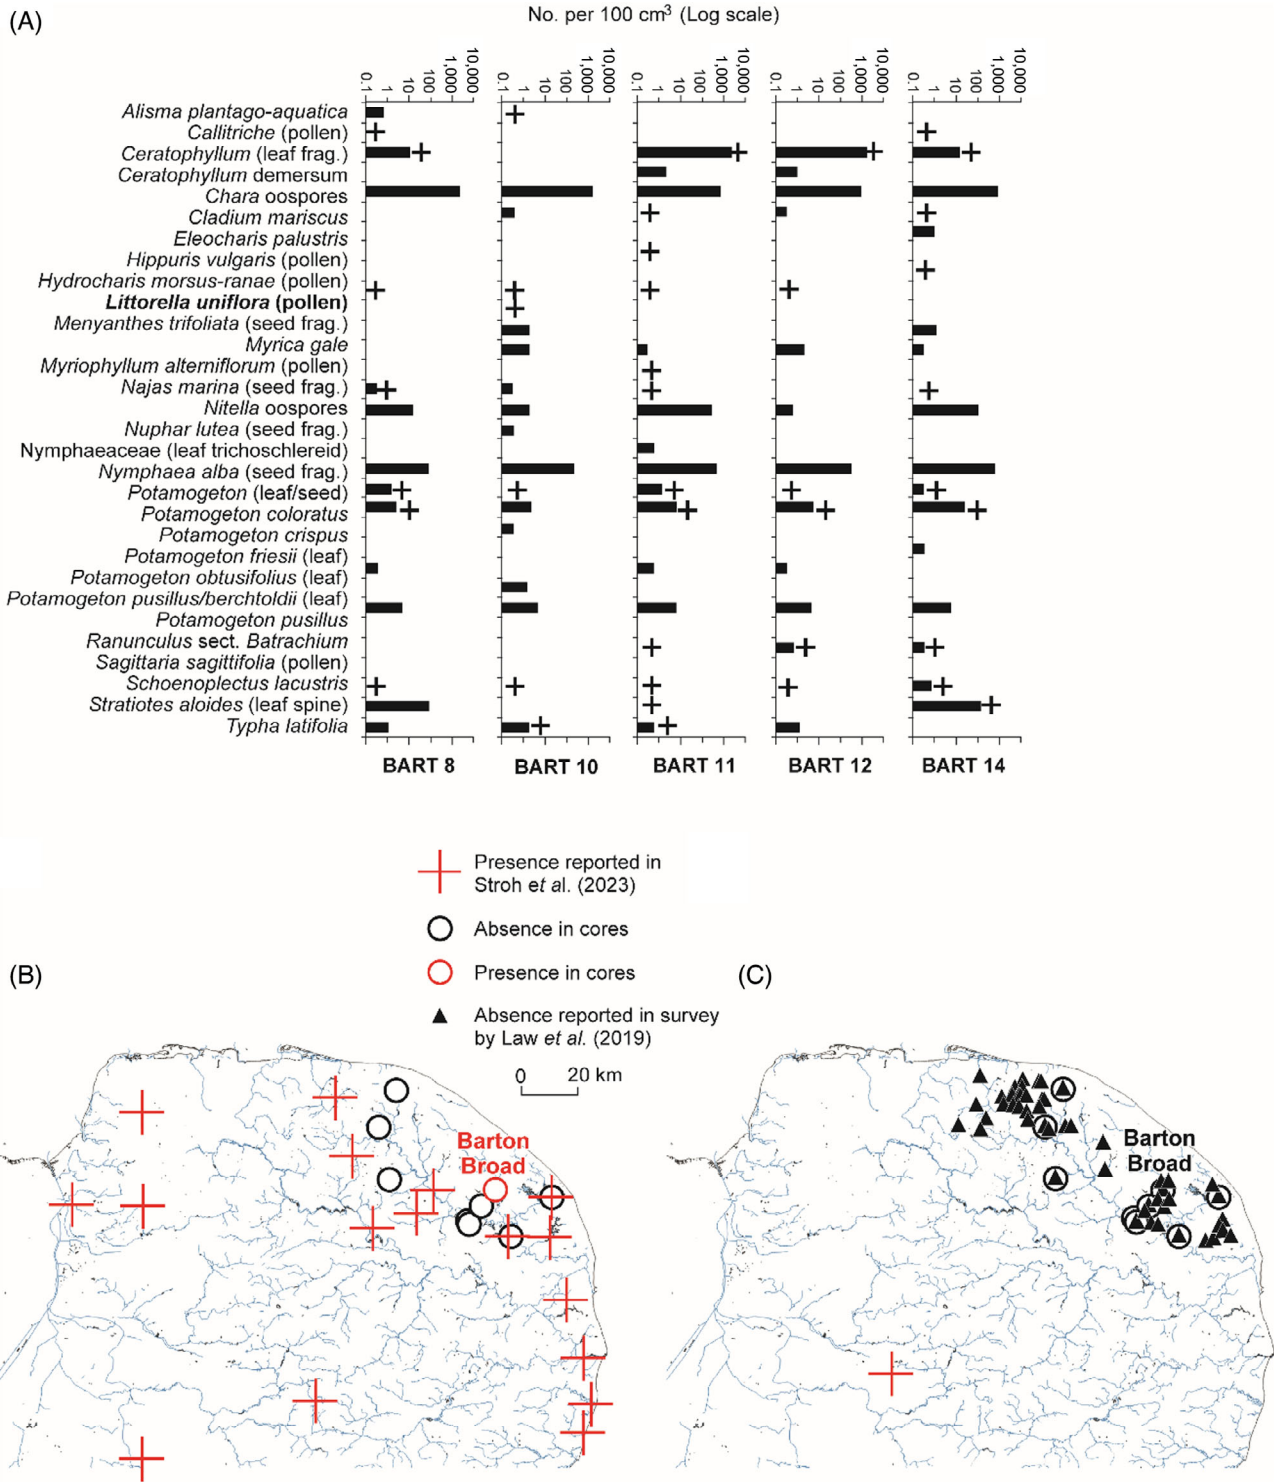 (A)
No. per 100 cm³ (Log scale)
0.1 1 10 100 1,000 10,000
0.1 1 10 100 1,000 10,000
0.1 1 10 100 1,000 10,000
0.1 1 10 100 1,000 10,000
0.1 1 10 100 1,000 10,000
Alisma plantago-aquatica
Callitriche (pollen)
Ceratophyllum (leaf frag.)
Ceratophyllum demersum
Chara oospores
Cladium mariscus
Eleocharis palustris
Hippuris vulgaris (pollen)
Hydrocharis morsus-ranae (pollen)
Littorella uniflora (pollen)
Menyanthes trifoliata (seed frag.)
Myrica gale
Myriophyllum alterniflorum (pollen)
Najas marina (seed frag.)
Nitella oospores
Nuphar lutea (seed frag.)
Nymphaeaceae (leaf trichoschlereid)
Nymphaea alba (seed frag.)
Potamogeton (leaf/seed)
Potamogeton coloratus
Potamogeton crispus
Potamogeton friesii (leaf)
Potamogeton obtusifolius (leaf)
Potamogeton pusillus/berchtoldii (leaf)
Potamogeton pusillus
Ranunculus sect. Batrachium
Sagittaria sagittifolia (pollen)
Schoenoplectus lacustris
Stratiotes aloides (leaf spine)
Typha latifolia
BART 8 BART 10 BART 11 BART 12 BART 14
Presence reported in
Stroh et al. (2023)
Absence in cores
Presence in cores
Absence reported in survey
by Law et al. (2019)
0 20 km
(B)
Barton
Broad
(C)
Barton
Broad